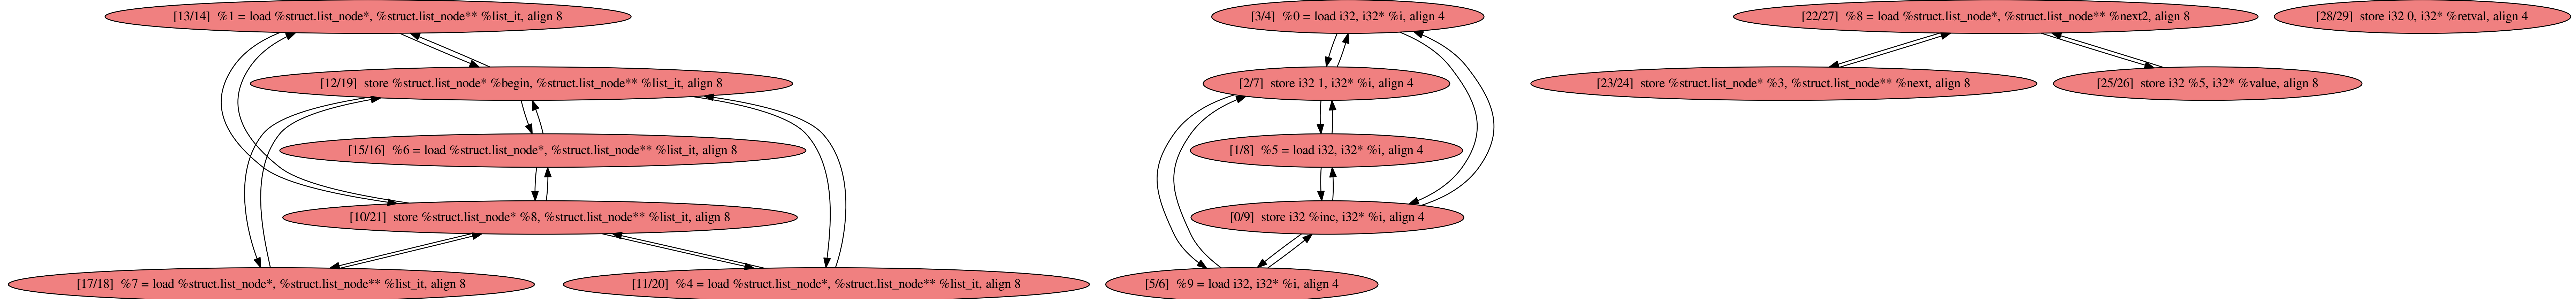 [13/14] %1 = load %struct.list_node*, %struct.list_node** %list_it, align 8
[12/19] store %struct.list_node* %begin, %struct.list_node** %list_it, align 8
[15/16] %6 = load %struct.list_node*, %struct.list_node** %list_it, align 8
[10/21] store %struct.list_node* %8, %struct.list_node** %list_it, align 8
[17/18] %7 = load %struct.list_node*, %struct.list_node** %list_it, align 8
[11/20] %4 = load %struct.list_node*, %struct.list_node** %list_it, align 8
[3/4] %0 = load i32, i32* %i, align 4
[2/7] store i32 1, i32* %i, align 4
[1/8] %5 = load i32, i32* %i, align 4
[0/9] store i32 %inc, i32* %i, align 4
[5/6] %9 = load i32, i32* %i, align 4
[22/27] %8 = load %struct.list_node*, %struct.list_node** %next2, align 8
[23/24] store %struct.list_node* %3, %struct.list_node** %next, align 8
[25/26] store i32 %5, i32* %value, align 8
[28/29] store i32 0, i32* %retval, align 4